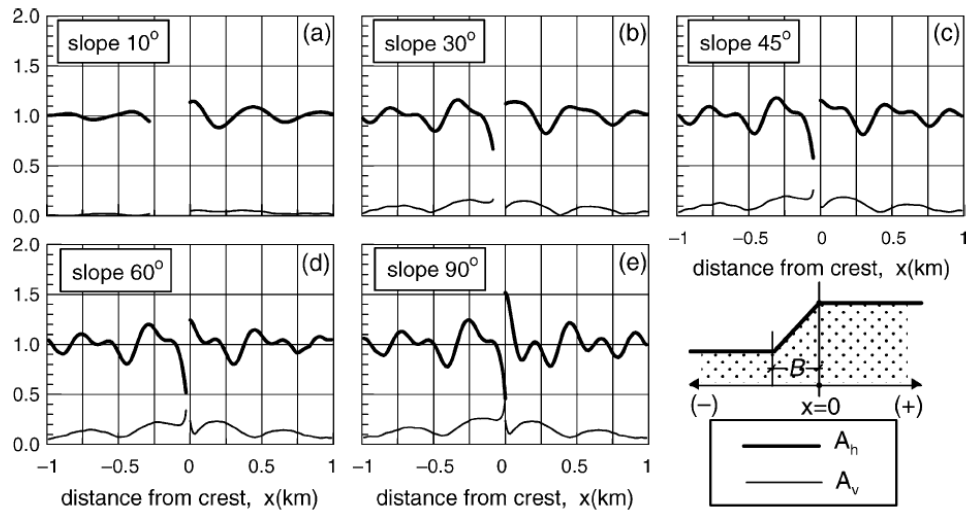 2.0
1.5
1.0
0.5
0.0
slope 10°
(a)
slope 30°
(b)
slope 45°
(c)
−1 −0.5 0 0.5 1
distance from crest, x(km)
2.0
1.5
1.0
0.5
0.0
slope 60°
(d)
−1 −0.5 0 0.5 1
distance from crest, x(km)
slope 90°
(e)
−1 −0.5 0 0.5 1
distance from crest, x(km)
B
(−) x=0 (+)
A_h
A_v